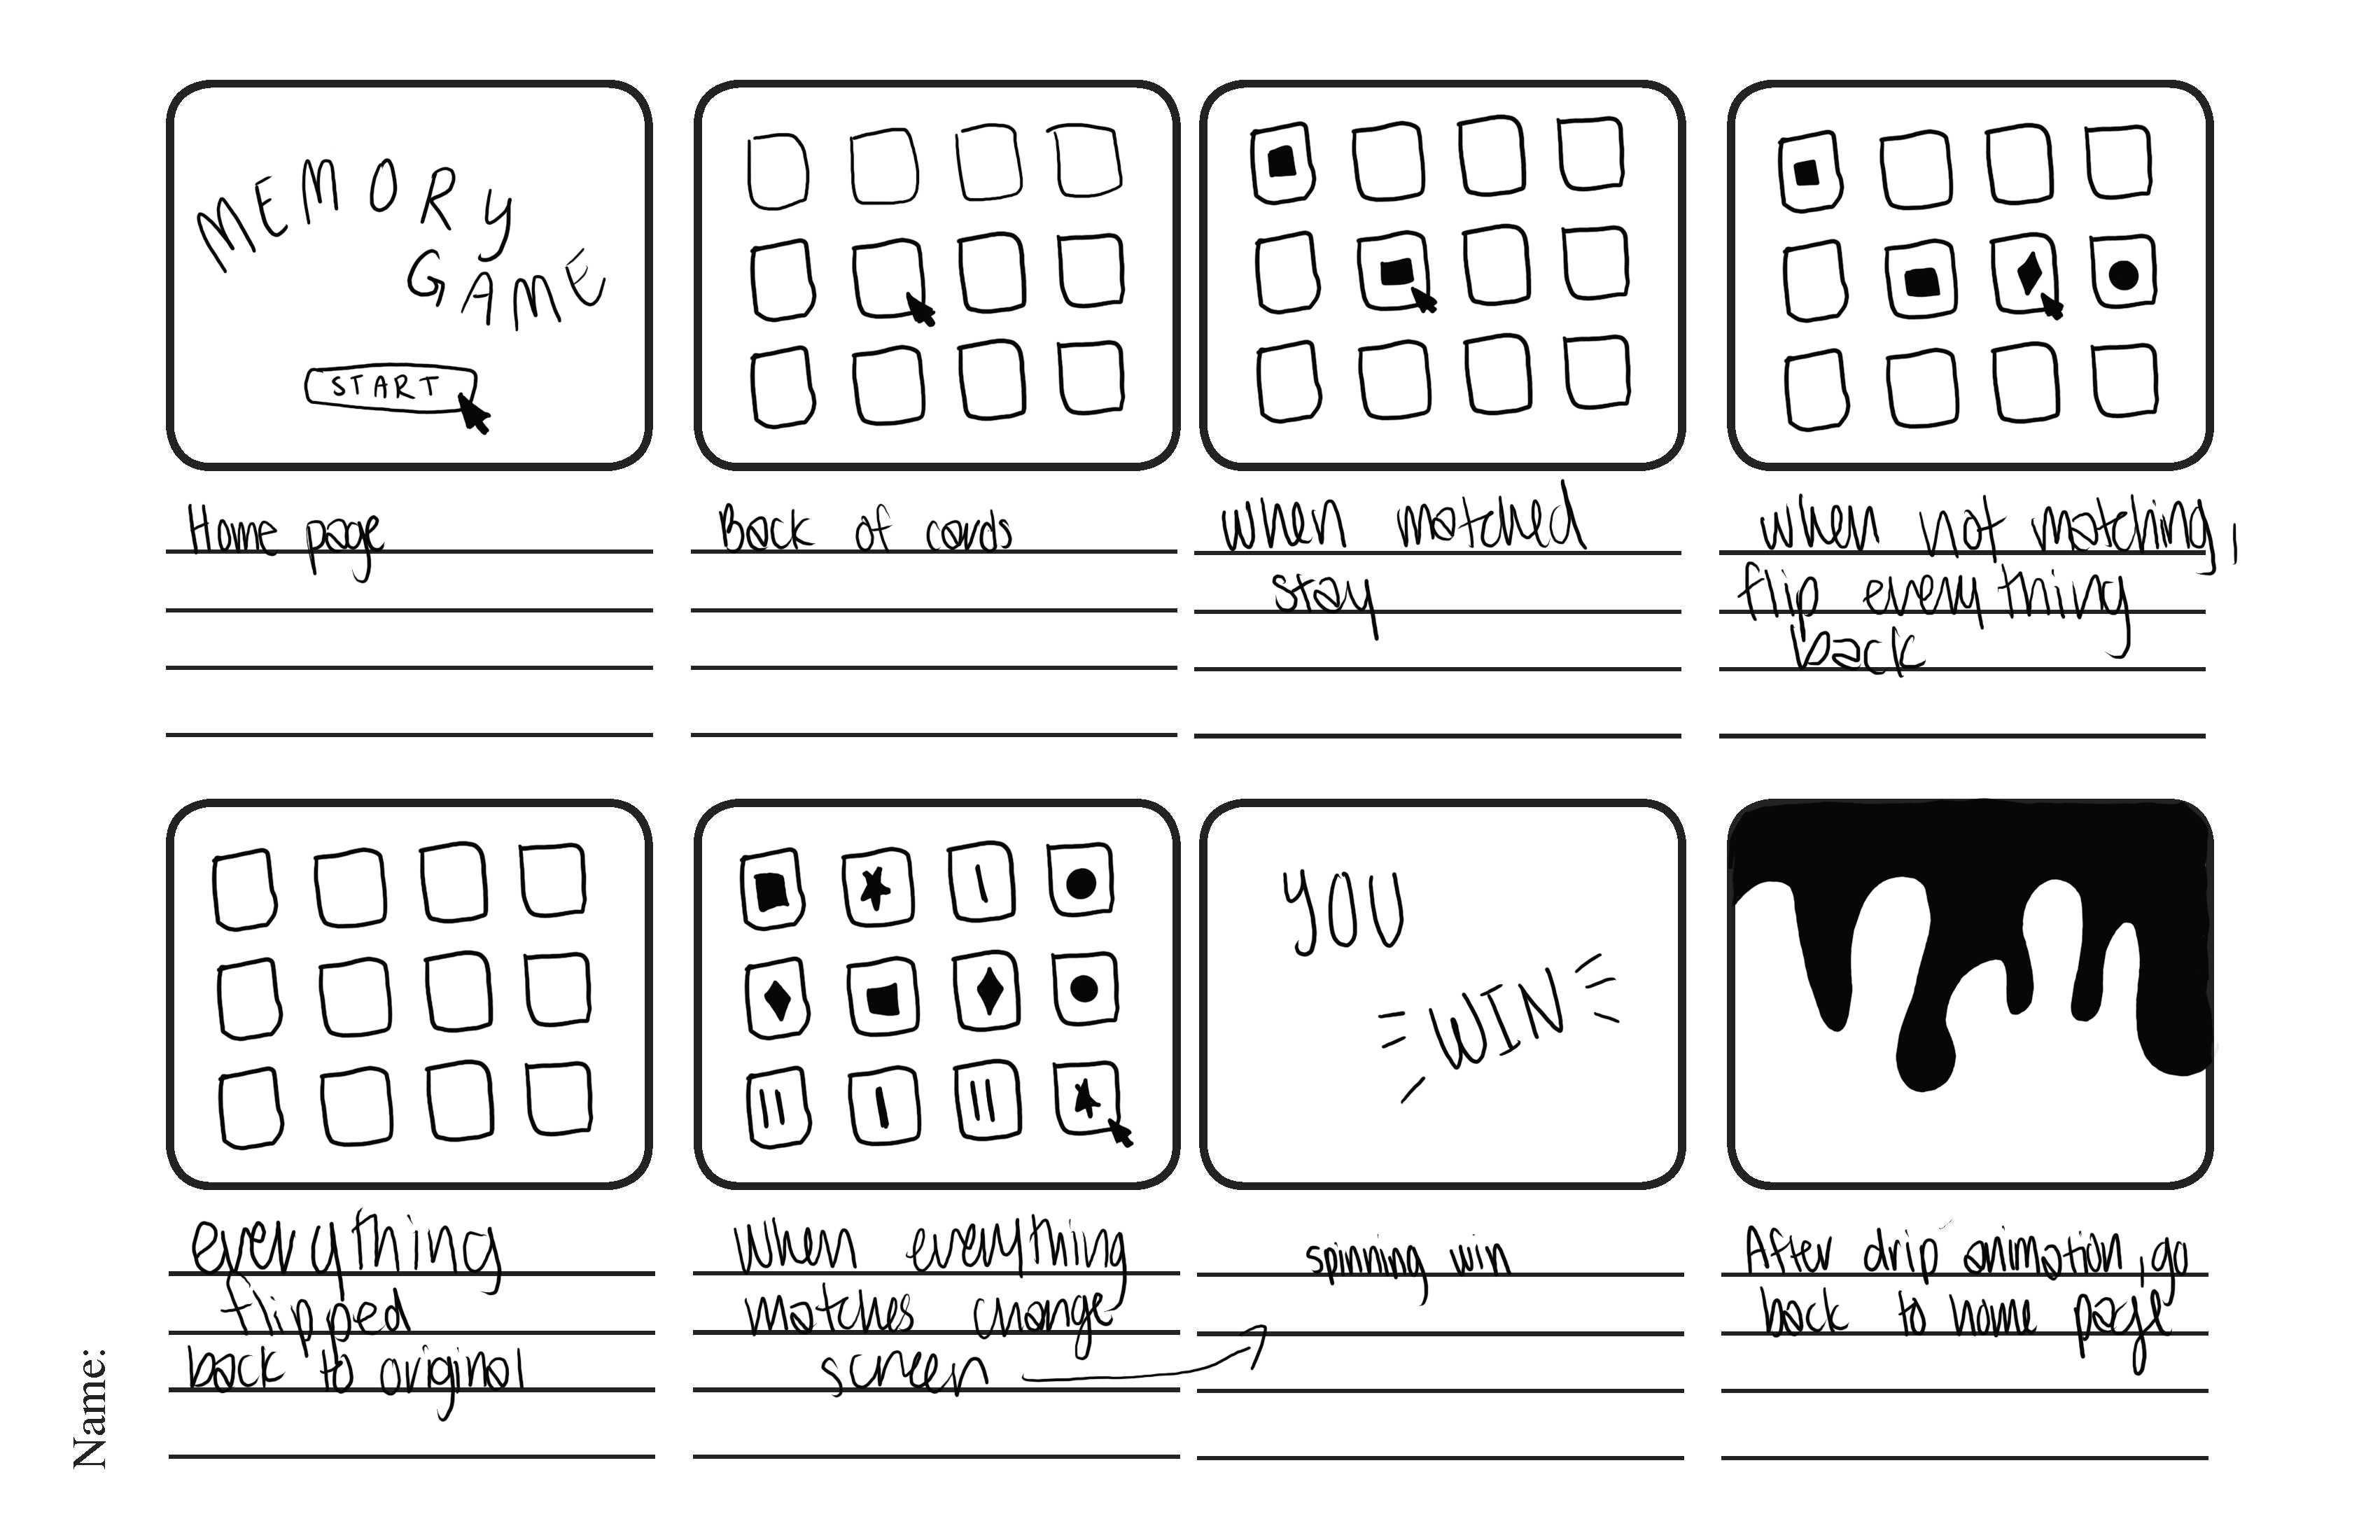 MEMORY
GAME
START
Home page
Back of cards
when matched
stay
when not matching,
flip everything
back
everything
flipped
back to original
when everything
matches change
screen
YOU
WIN
spinning win
After drip animation, go
back to home page
Name: